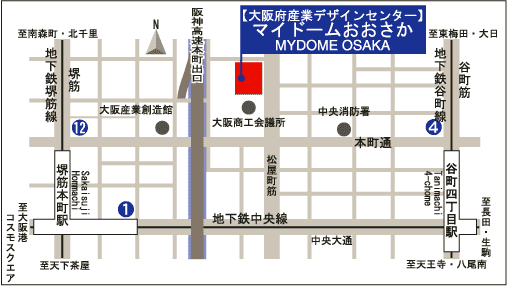 【大阪府産業デザインセンター】
マイドームおおさか
MYDOME OSAKA
至南森町・北千里
至東梅田・大日
地下鉄堺筋線
堺筋
N
阪神高速本町出口
地下鉄谷町線
谷町筋
大阪産業創造館
大阪商工会議所
中央消防署
⑫
④
本町通
堺筋本町駅
Sakaisuji
Honmachi
松屋町筋
Tanimachi
4-chome
谷町四丁目駅
①
地下鉄中央線
中央大通
至大阪港
コスモスクエア
至長田・生駒
至天下茶屋
至天王寺・八尾南